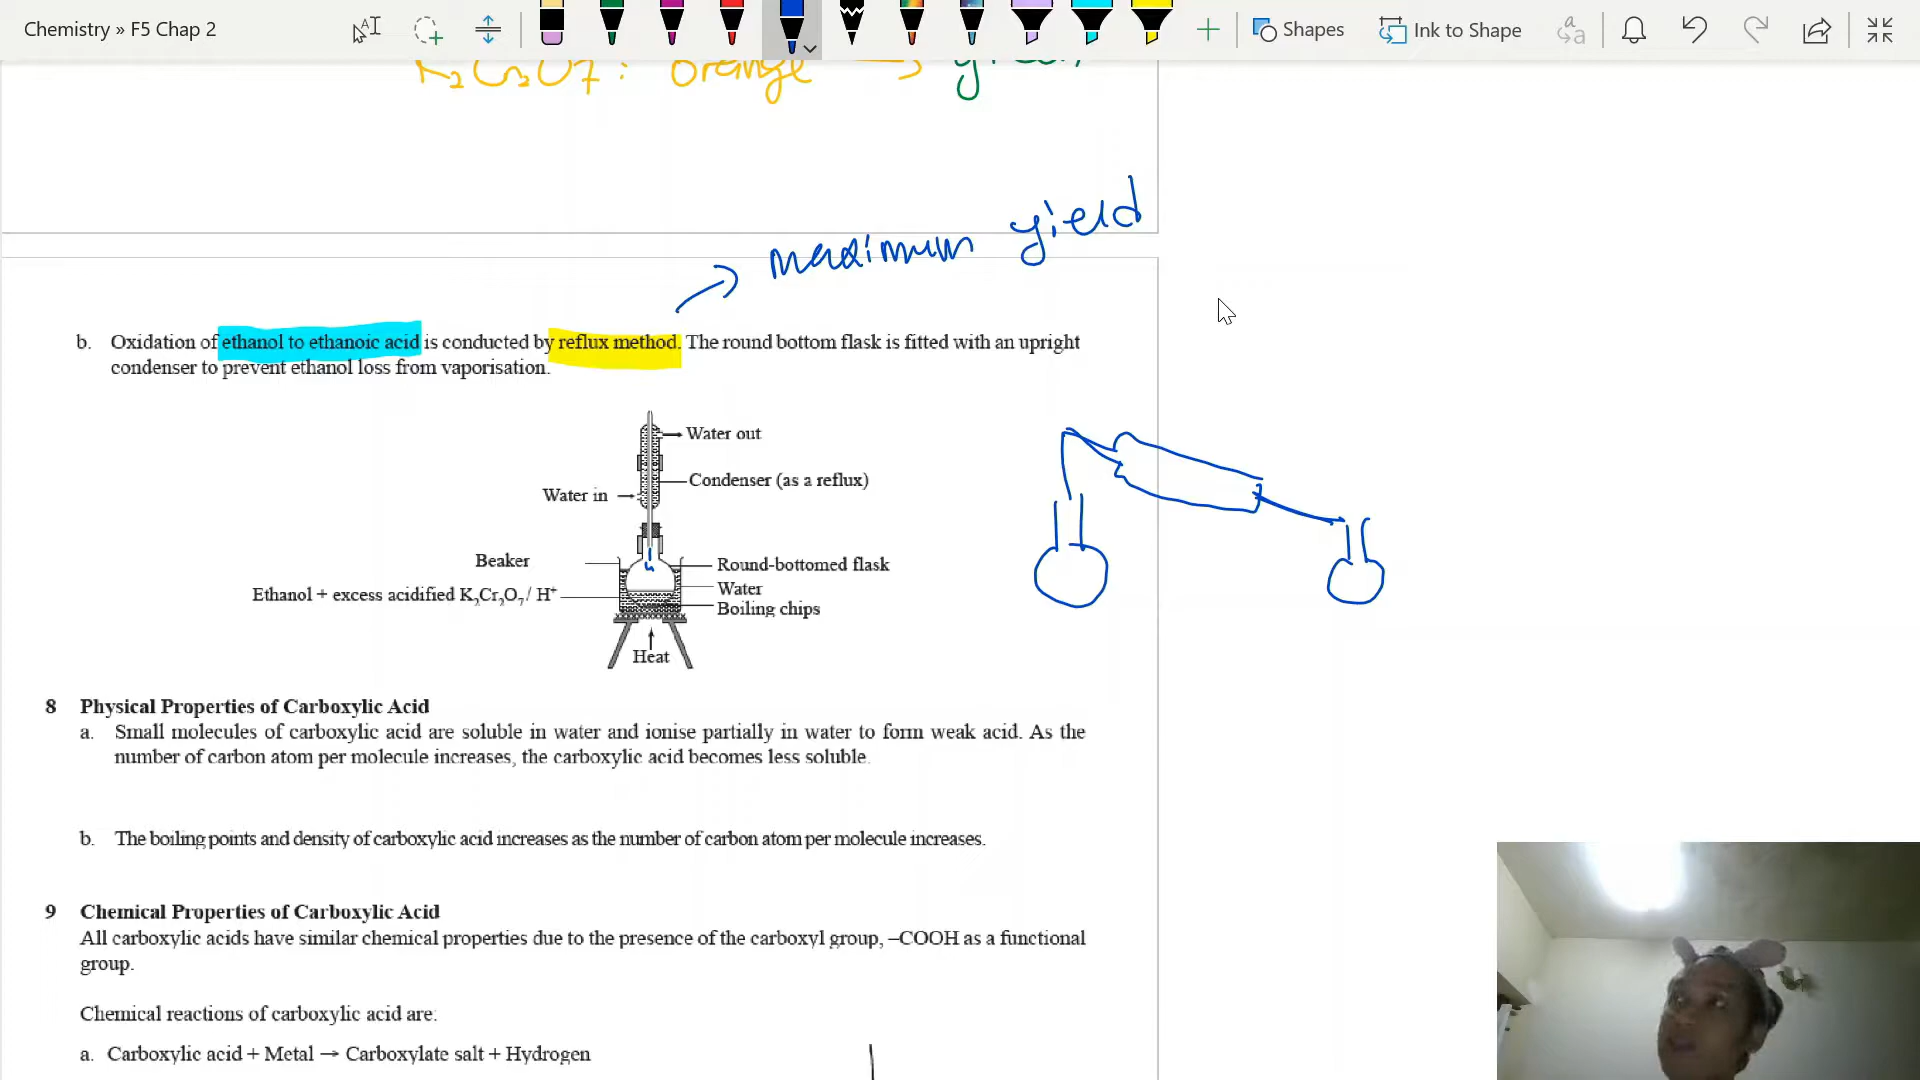 Chemistry » F5 Chap 2
Shapes
Ink to Shape
K2Cr2O7 : orange → green
maximum yield
b. Oxidation of ethanol to ethanoic acid is conducted by reflux method. The round bottom flask is fitted with an upright
condenser to prevent ethanol loss from vaporisation.
Water out
Condenser (as a reflux)
Water in
Beaker
Round-bottomed flask
Water
Ethanol + excess acidified K₂Cr₂O₇/ H⁺
Boiling chips
Heat
8 Physical Properties of Carboxylic Acid
a. Small molecules of carboxylic acid are soluble in water and ionise partially in water to form weak acid. As the
number of carbon atom per molecule increases, the carboxylic acid becomes less soluble.
b. The boiling points and density of carboxylic acid increases as the number of carbon atom per molecule increases.
9 Chemical Properties of Carboxylic Acid
All carboxylic acids have similar chemical properties due to the presence of the carboxyl group, –COOH as a functional
group.
Chemical reactions of carboxylic acid are:
a. Carboxylic acid + Metal → Carboxylate salt + Hydrogen